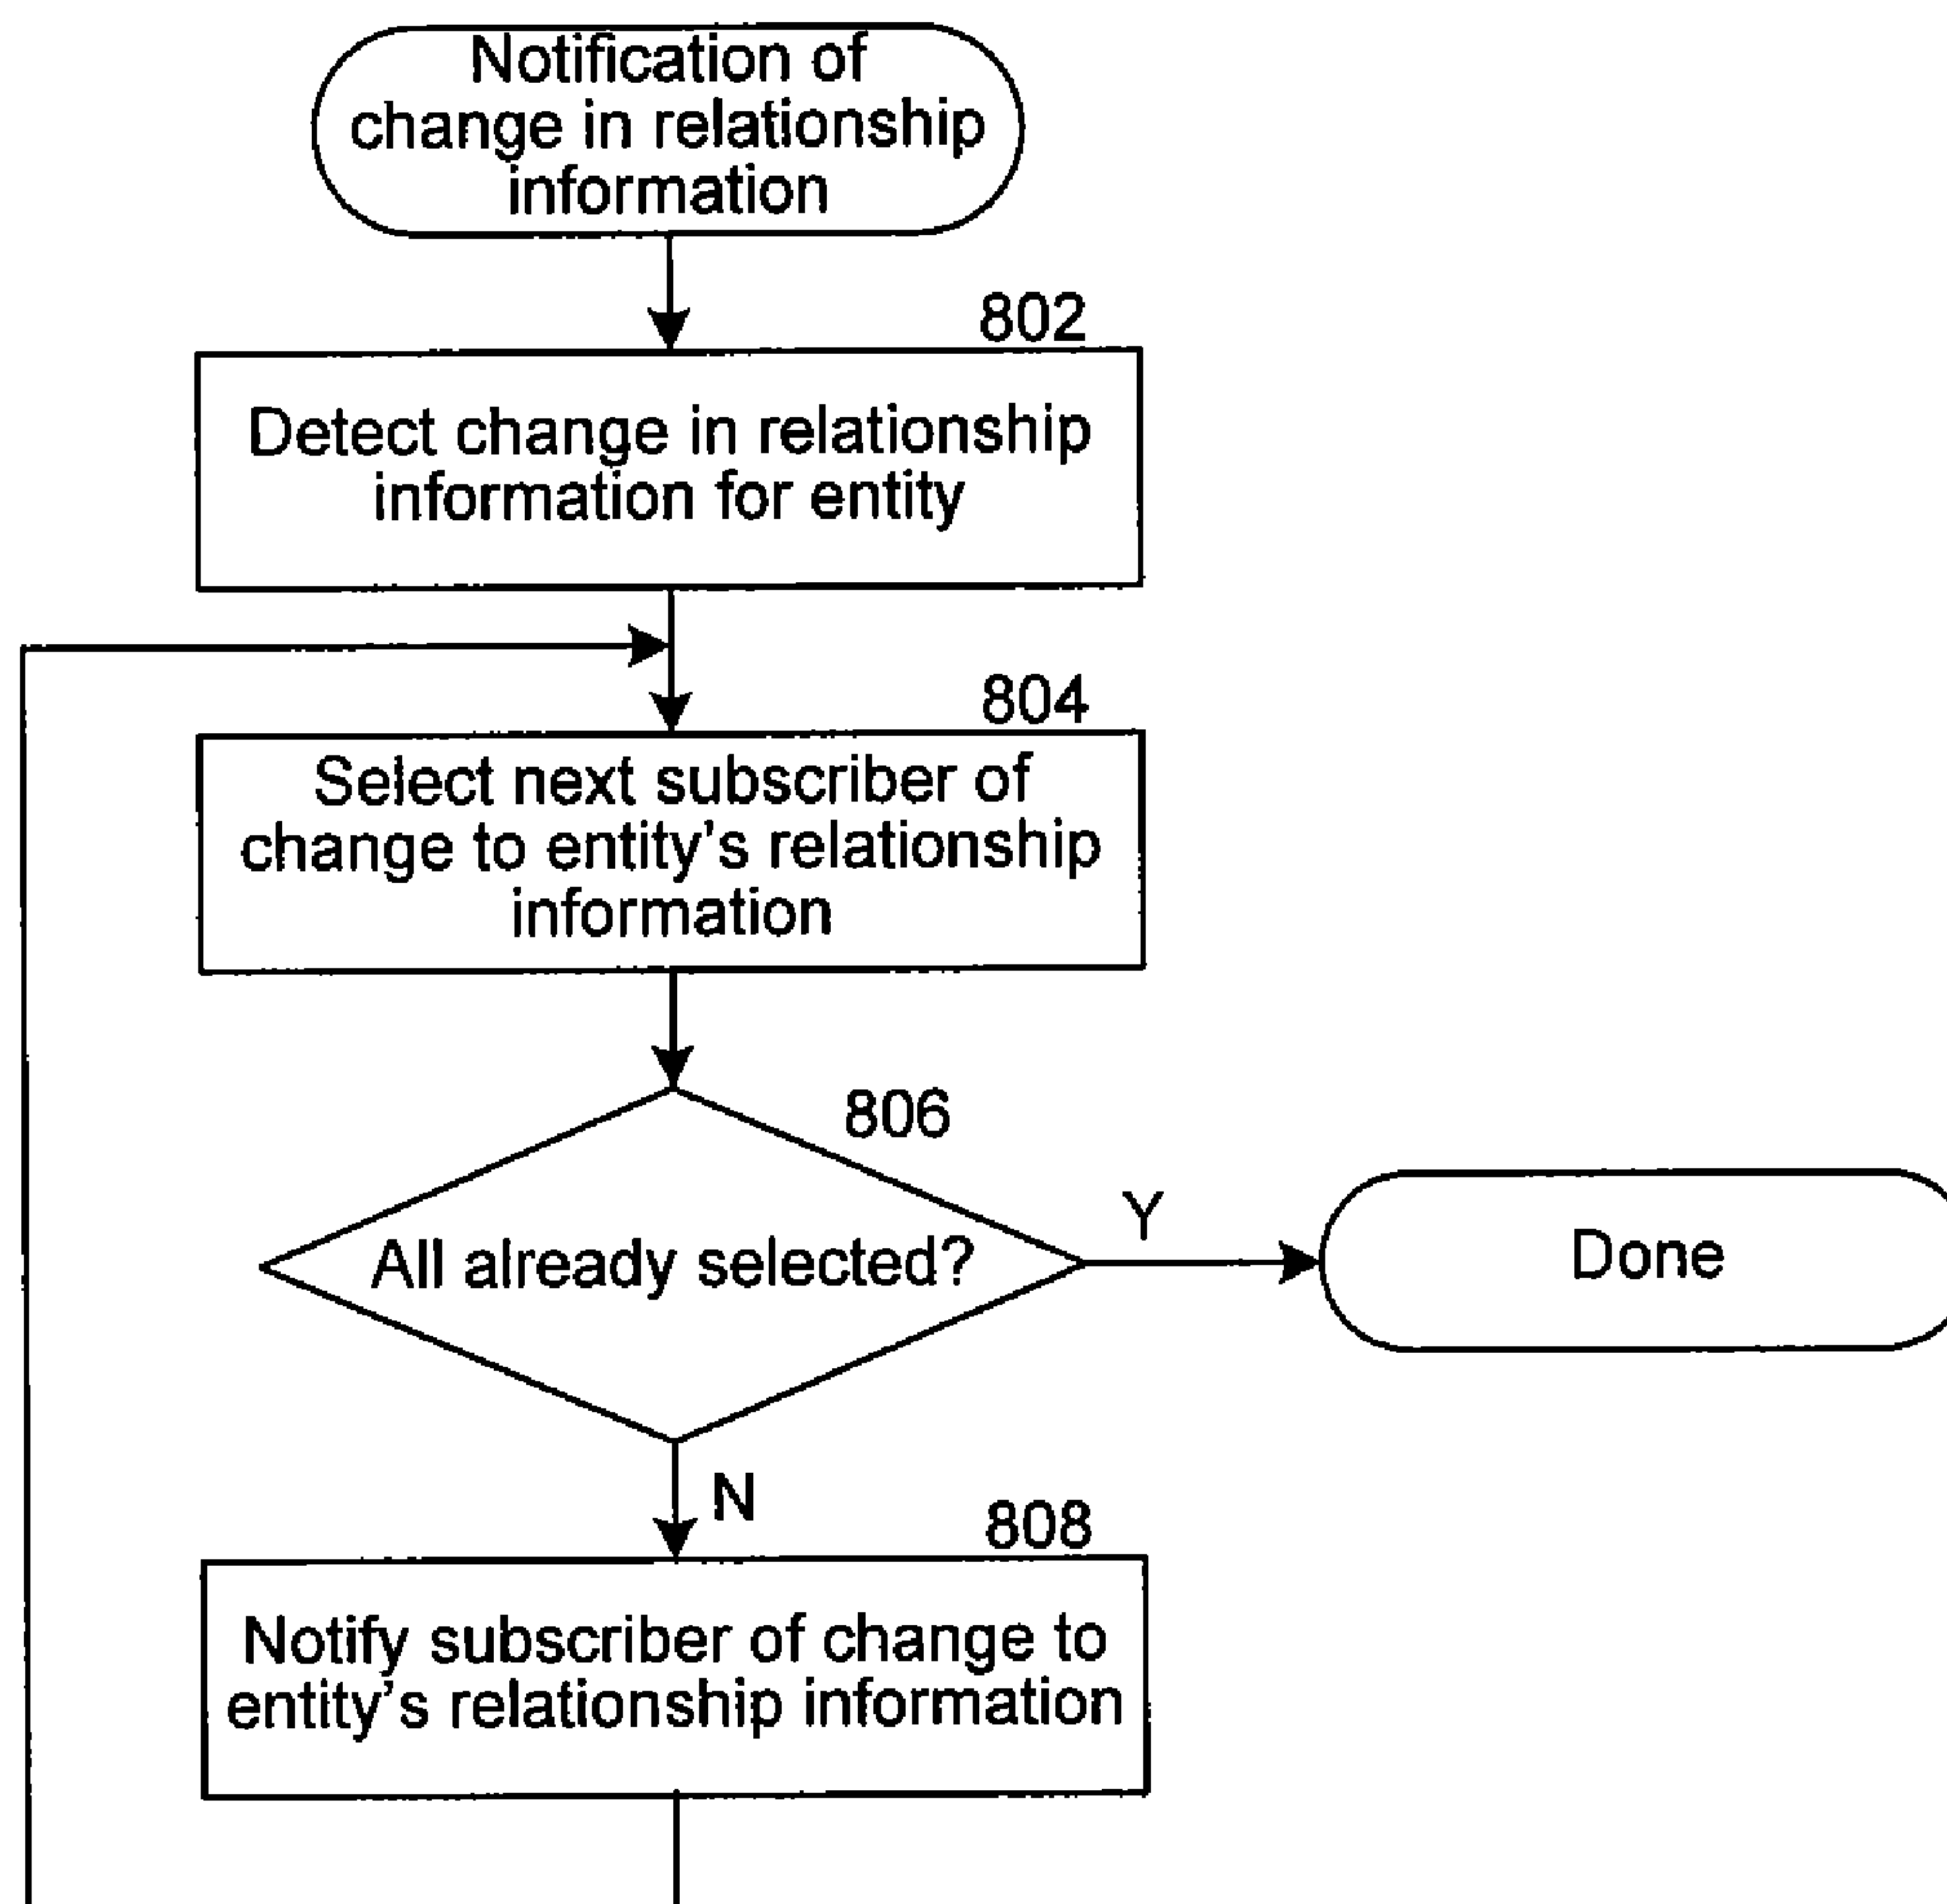 Notification of
change in relationship
information
802
Detect change in relationship
information for entity
804
Select next subscriber of
change to entity's relationship
information
806
All already selected?
Y
Done
N
808
Notify subscriber of change to
entity's relationship information